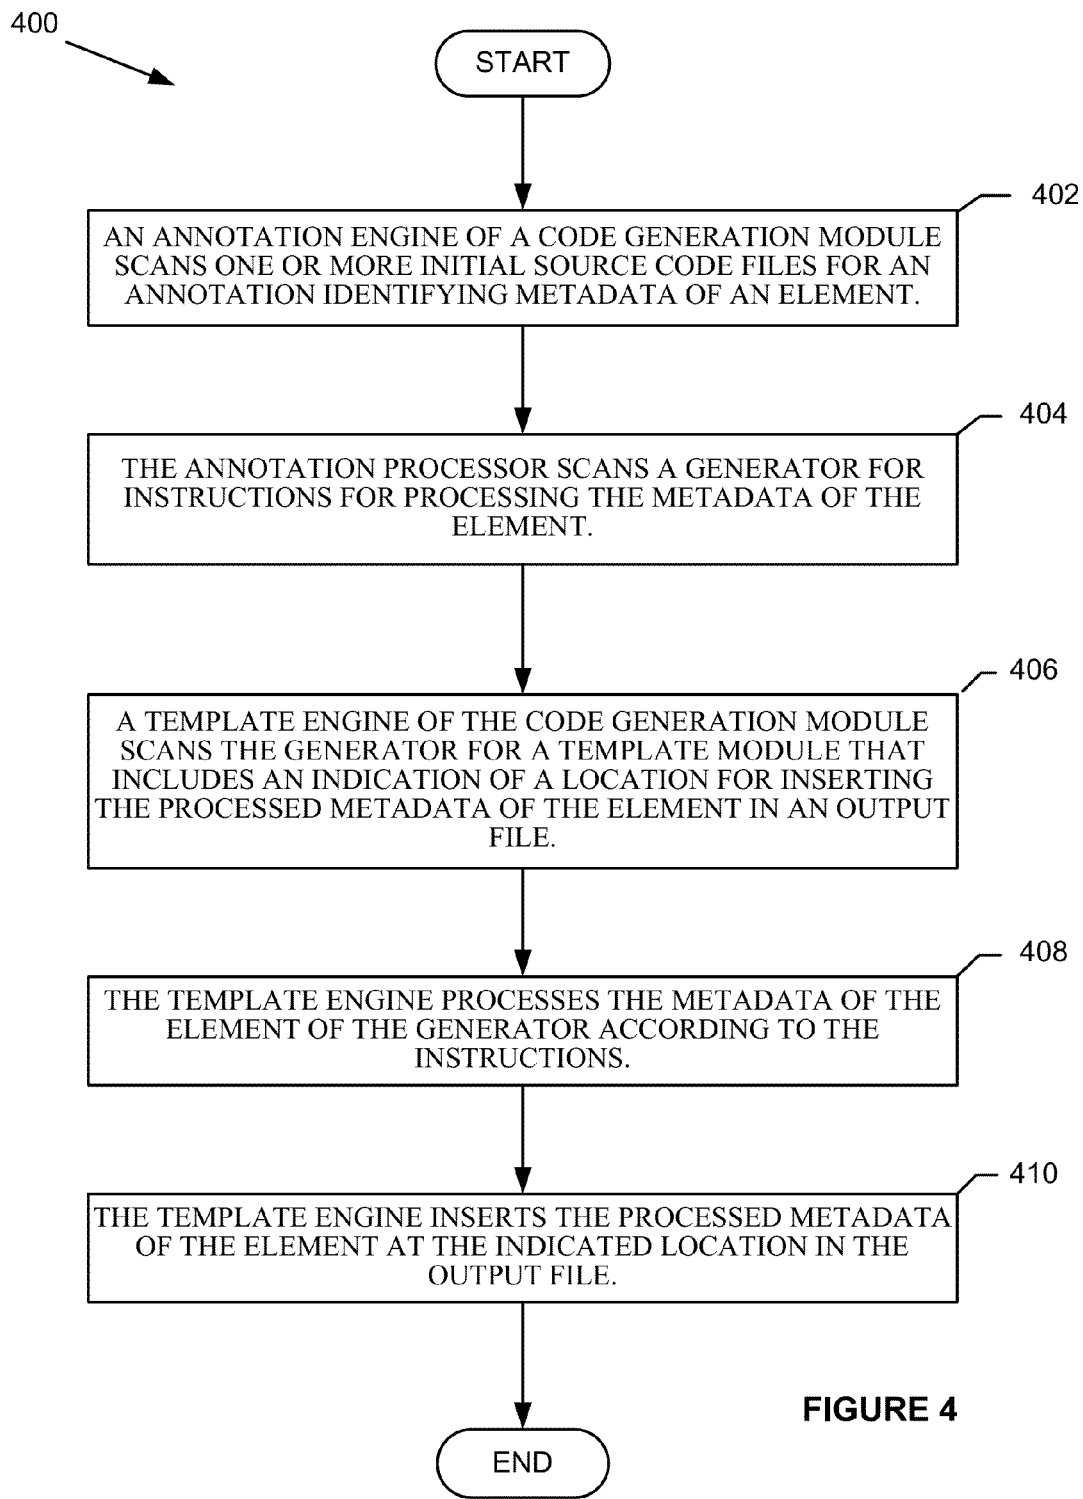 400
START
402
AN ANNOTATION ENGINE OF A CODE GENERATION MODULE
SCANS ONE OR MORE INITIAL SOURCE CODE FILES FOR AN
ANNOTATION IDENTIFYING METADATA OF AN ELEMENT.
404
THE ANNOTATION PROCESSOR SCANS A GENERATOR FOR
INSTRUCTIONS FOR PROCESSING THE METADATA OF THE
ELEMENT.
406
A TEMPLATE ENGINE OF THE CODE GENERATION MODULE
SCANS THE GENERATOR FOR A TEMPLATE MODULE THAT
INCLUDES AN INDICATION OF A LOCATION FOR INSERTING
THE PROCESSED METADATA OF THE ELEMENT IN AN OUTPUT
FILE.
408
THE TEMPLATE ENGINE PROCESSES THE METADATA OF THE
ELEMENT OF THE GENERATOR ACCORDING TO THE
INSTRUCTIONS.
410
THE TEMPLATE ENGINE INSERTS THE PROCESSED METADATA
OF THE ELEMENT AT THE INDICATED LOCATION IN THE
OUTPUT FILE.
FIGURE 4
END